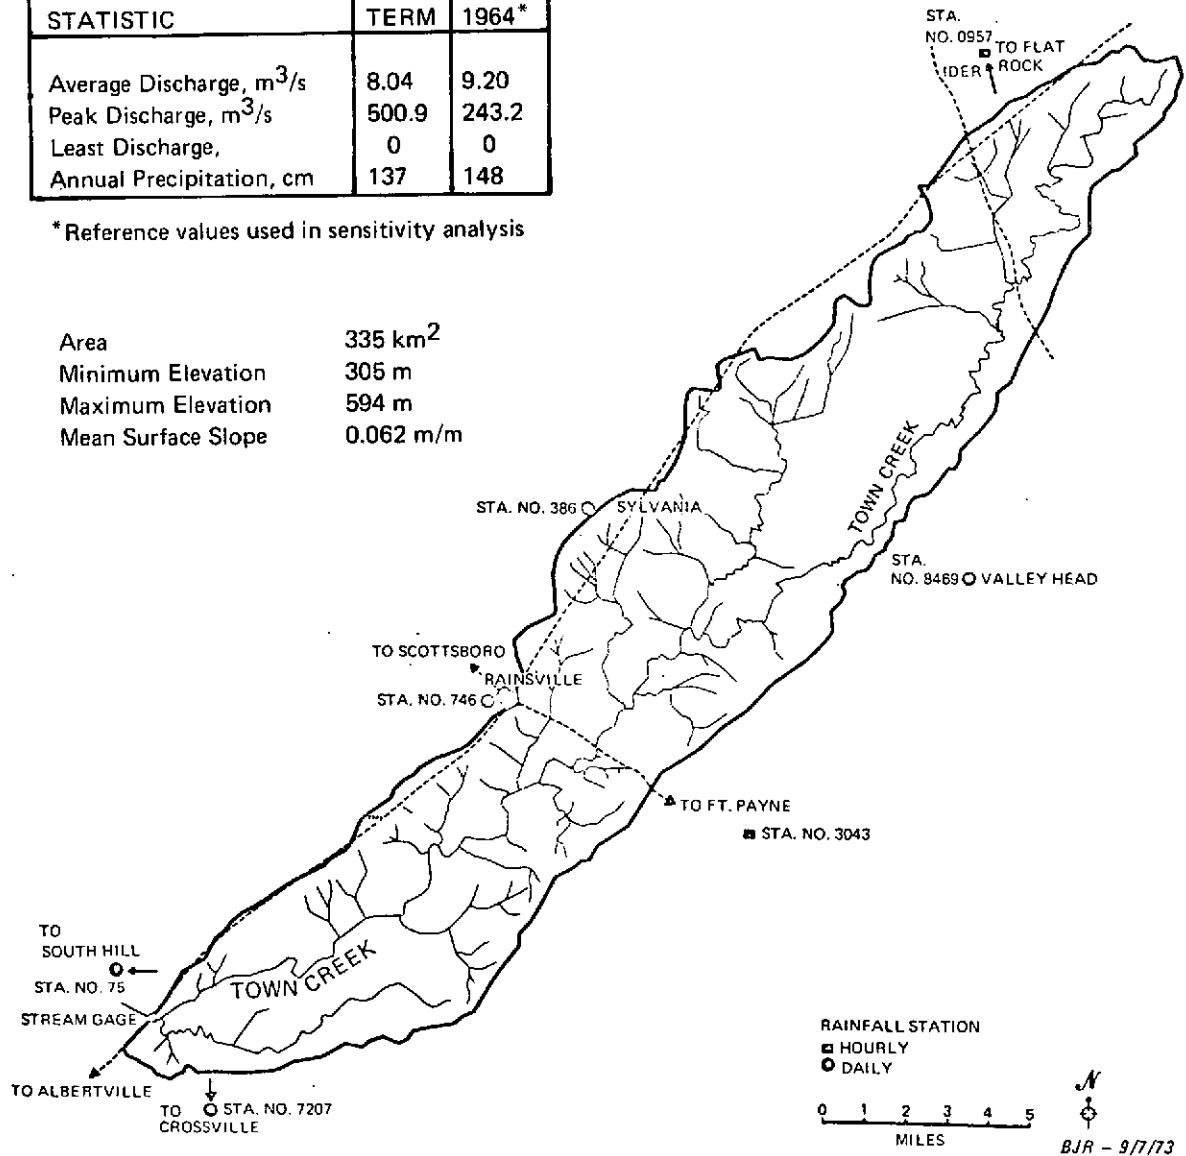 STATISTIC TERM 1964*
Average Discharge, m3/s 8.04 9.20
Peak Discharge, m3/s 500.9 243.2
Least Discharge, 0 0
Annual Precipitation, cm 137 148
*Reference values used in sensitivity analysis
Area 335 km2
Minimum Elevation 305 m
Maximum Elevation 594 m
Mean Surface Slope 0.062 m/m
STA.
NO. 0957
TO FLAT
ROCK
IDER
TOWN CREEK
STA. NO. 386
SYLVANIA
STA.
NO. 8469 VALLEY HEAD
TO SCOTTSBORO
RAINSVILLE
STA. NO. 746
TO FT. PAYNE
STA. NO. 3043
TO
SOUTH HILL
STA. NO. 75
STREAM GAGE
TOWN CREEK
TO ALBERTVILLE
TO
CROSSVILLE
STA. NO. 7207
RAINFALL STATION
HOURLY
DAILY
0 1 2 3 4 5
MILES
N
BJR – 9/7/73